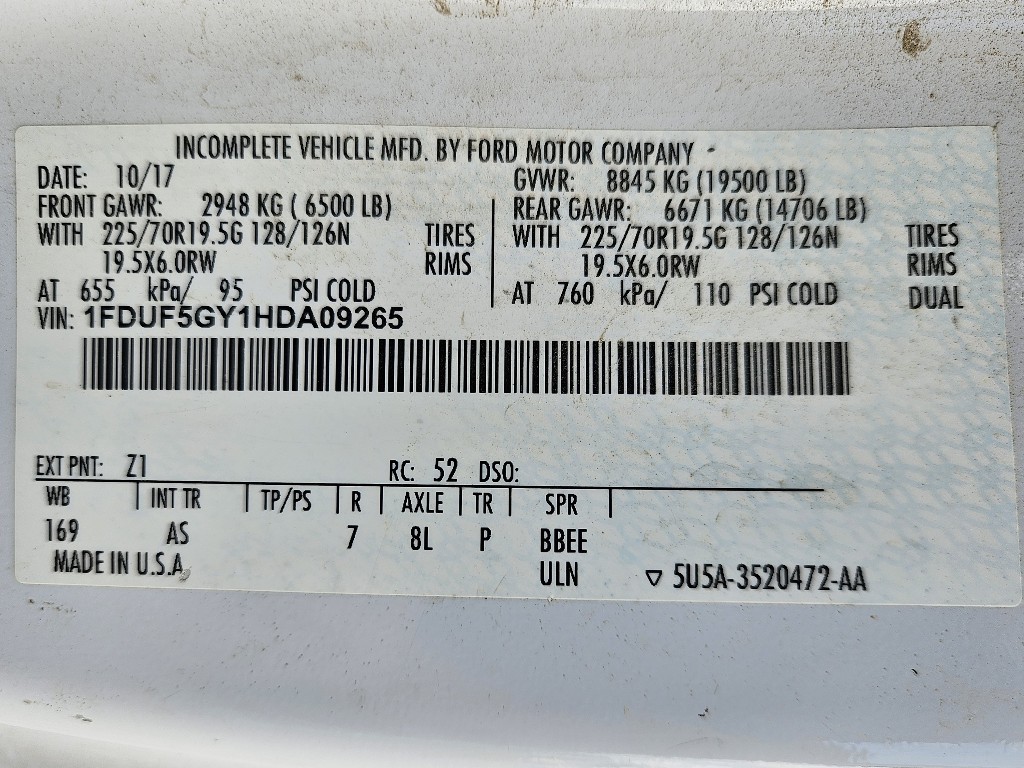 INCOMPLETE VEHICLE MFD. BY FORD MOTOR COMPANY
DATE: 10/17 GVWR: 8845 KG (19500 LB)
FRONT GAWR: 2948 KG ( 6500 LB) REAR GAWR: 6671 KG (14706 LB)
WITH 225/70R19.5G 128/126N TIRES WITH 225/70R19.5G 128/126N TIRES
19.5X6.0RW RIMS 19.5X6.0RW RIMS
AT 655 kPa/ 95 PSI COLD AT 760 kPa/ 110 PSI COLD DUAL
VIN: 1FDUF5GY1HDA09265
EXT PNT: Z1 RC: 52 DSO:
WB INT TR TP/PS R AXLE TR SPR
169 AS 7 8L P BBEE
MADE IN U.S.A. ULN 5U5A-3520472-AA